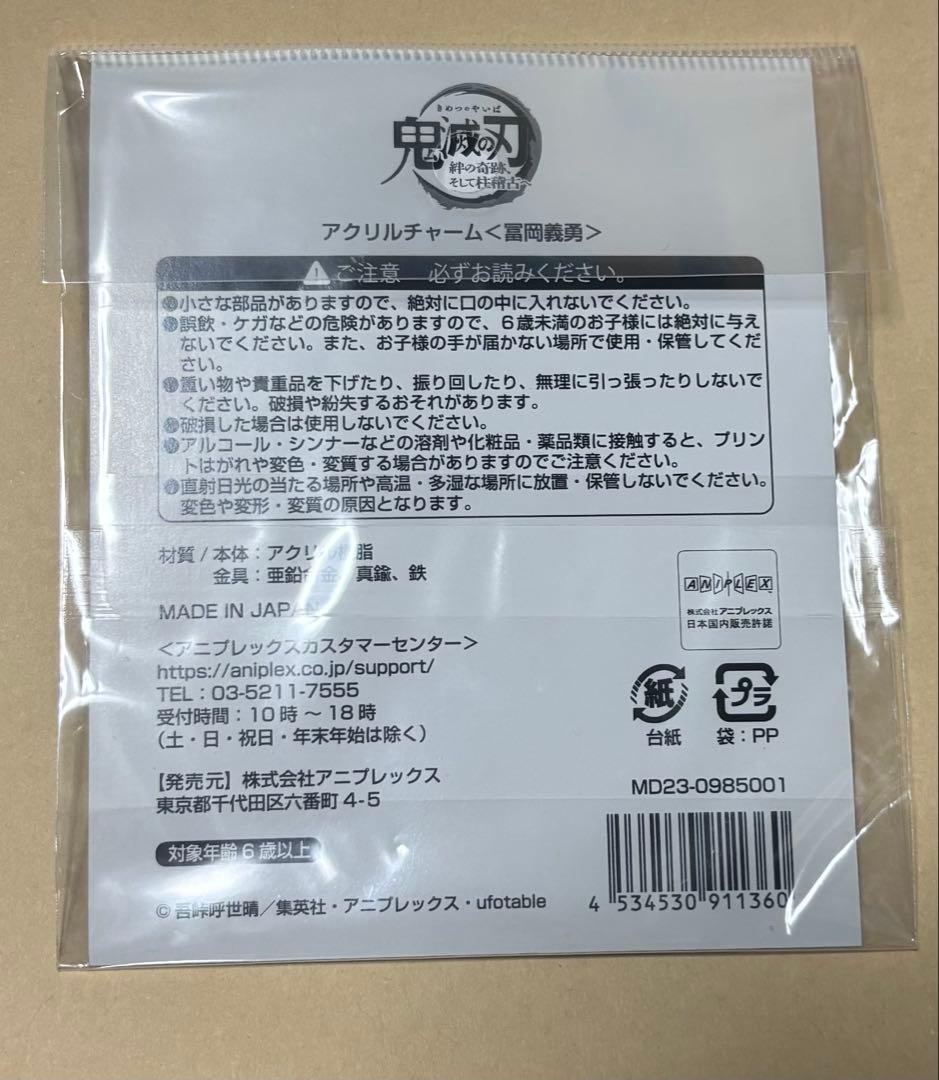 きめつのやいば
鬼滅の刃
絆の奇跡、
そして柱稽古へ
アクリルチャーム＜冨岡義勇＞
ご注意 必ずお読みください。
●小さな部品がありますので、絶対に口の中に入れないでください。
●誤飲・ケガなどの危険がありますので、6歳未満のお子様には絶対に与え
ないでください。また、お子様の手が届かない場所で使用・保管してくだ
さい。
●重い物や貴重品を下げたり、振り回したり、無理に引っ張ったりしないで
ください。破損や紛失するおそれがあります。
●破損した場合は使用しないでください。
●アルコール・シンナーなどの溶剤や化粧品・薬品類に接触すると、プリン
トはがれや変色・変質する場合がありますのでご注意ください。
●直射日光の当たる場所や高温・多湿な場所に放置・保管しないでください。
変色や変形・変質の原因となります。
材質 / 本体：アクリル樹脂
金具：亜鉛合金、真鍮、鉄
MADE IN JAPAN
ANIPLEX
株式会社アニプレックス
日本国内販売許諾
＜アニプレックスカスタマーセンター＞
https://aniplex.co.jp/support/
TEL：03-5211-7555
受付時間：10時～18時
（土・日・祝日・年末年始は除く）
紙 プラ
台紙 袋：PP
【発売元】株式会社アニプレックス
東京都千代田区六番町4-5
MD23-0985001
対象年齢6歳以上
©吾峠呼世晴／集英社・アニプレックス・ufotable
4 534530 911360